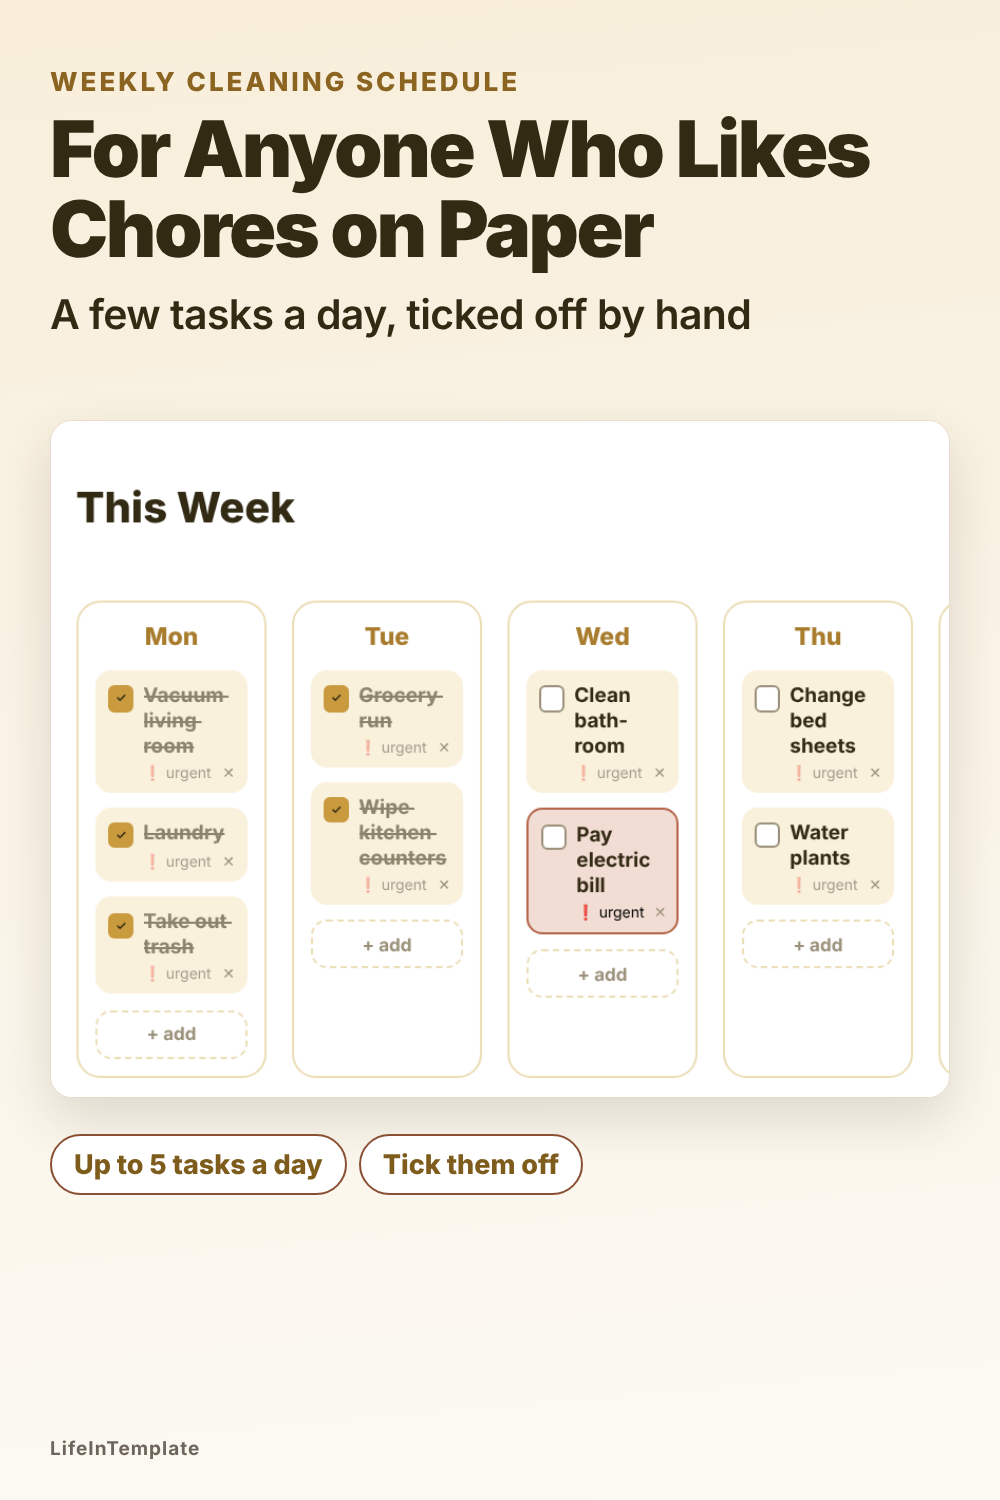 WEEKLY CLEANING SCHEDULE
For Anyone Who Likes
Chores on Paper
A few tasks a day, ticked off by hand
This Week
Mon
Vacuum
living
room
❗ urgent ×
Laundry
❗ urgent ×
Take out
trash
❗ urgent ×
+ add
Tue
Grocery
run
❗ urgent ×
Wipe
kitchen
counters
❗ urgent ×
+ add
Wed
Clean
bath-
room
❗ urgent ×
Pay
electric
bill
❗ urgent ×
+ add
Thu
Change
bed
sheets
❗ urgent ×
Water
plants
❗ urgent ×
+ add
Up to 5 tasks a day
Tick them off
LifeInTemplate